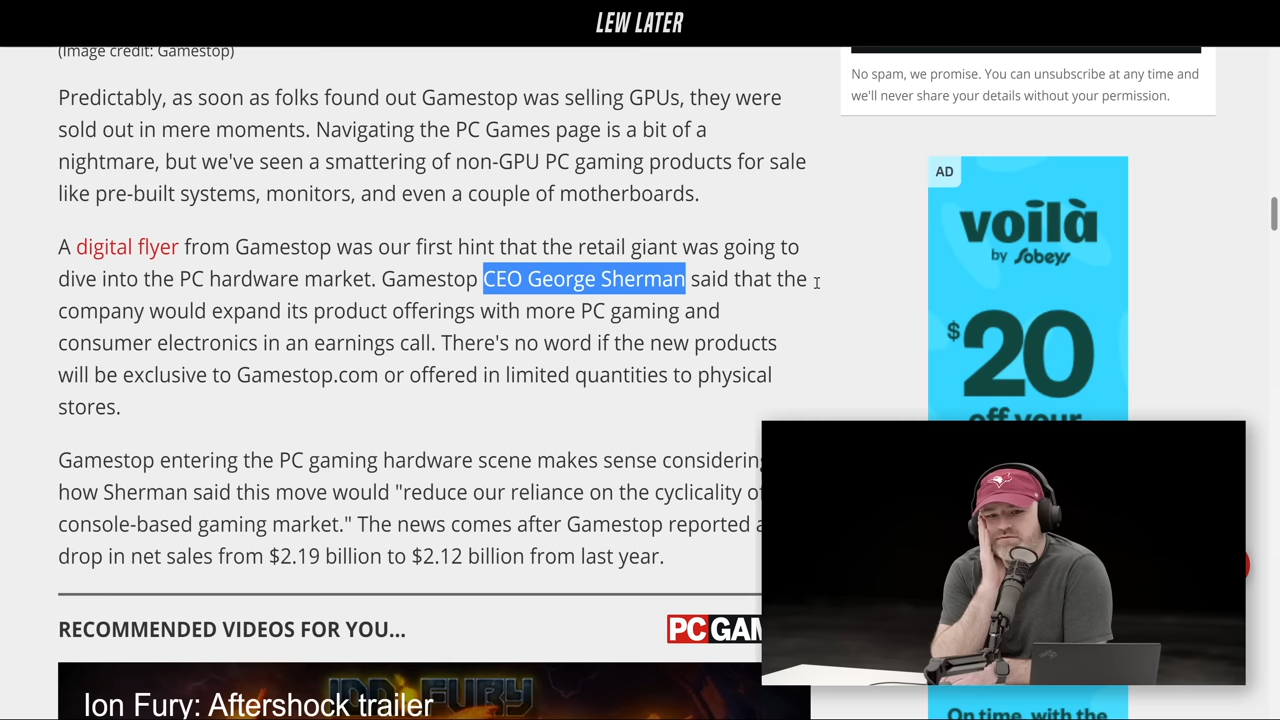 LEW LATER
(Image credit: Gamestop)
Predictably, as soon as folks found out Gamestop was selling GPUs, they were
sold out in mere moments. Navigating the PC Games page is a bit of a
nightmare, but we've seen a smattering of non-GPU PC gaming products for sale
like pre-built systems, monitors, and even a couple of motherboards.
A digital flyer from Gamestop was our first hint that the retail giant was going to
dive into the PC hardware market. Gamestop CEO George Sherman said that the
company would expand its product offerings with more PC gaming and
consumer electronics in an earnings call. There's no word if the new products
will be exclusive to Gamestop.com or offered in limited quantities to physical
stores.
Gamestop entering the PC gaming hardware scene makes sense considering
how Sherman said this move would "reduce our reliance on the cyclicality of
console-based gaming market." The news comes after Gamestop reported a
drop in net sales from $2.19 billion to $2.12 billion from last year.
RECOMMENDED VIDEOS FOR YOU...
PC GAM
ION FURY
Ion Fury: Aftershock trailer
No spam, we promise. You can unsubscribe at any time and
we'll never share your details without your permission.
AD
voilà
by Sobeys
$20
off your
On time, with the